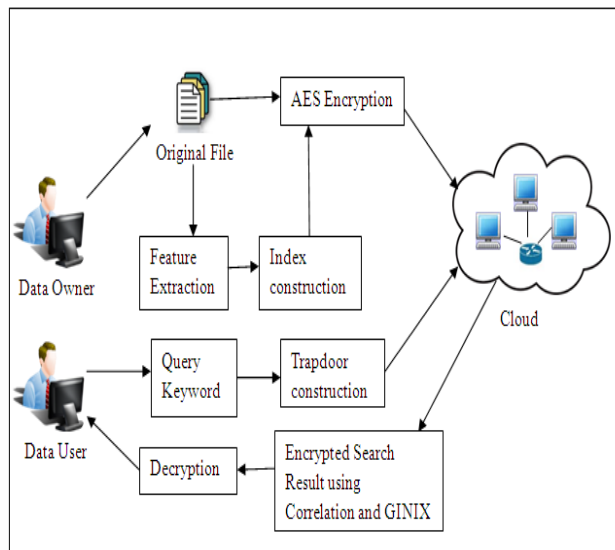 AES Encryption
Original File
Data Owner
Feature
Extraction
Index
construction
Cloud
Query
Keyword
Trapdoor
construction
Data User
Decryption
Encrypted Search
Result using
Correlation and GINIX